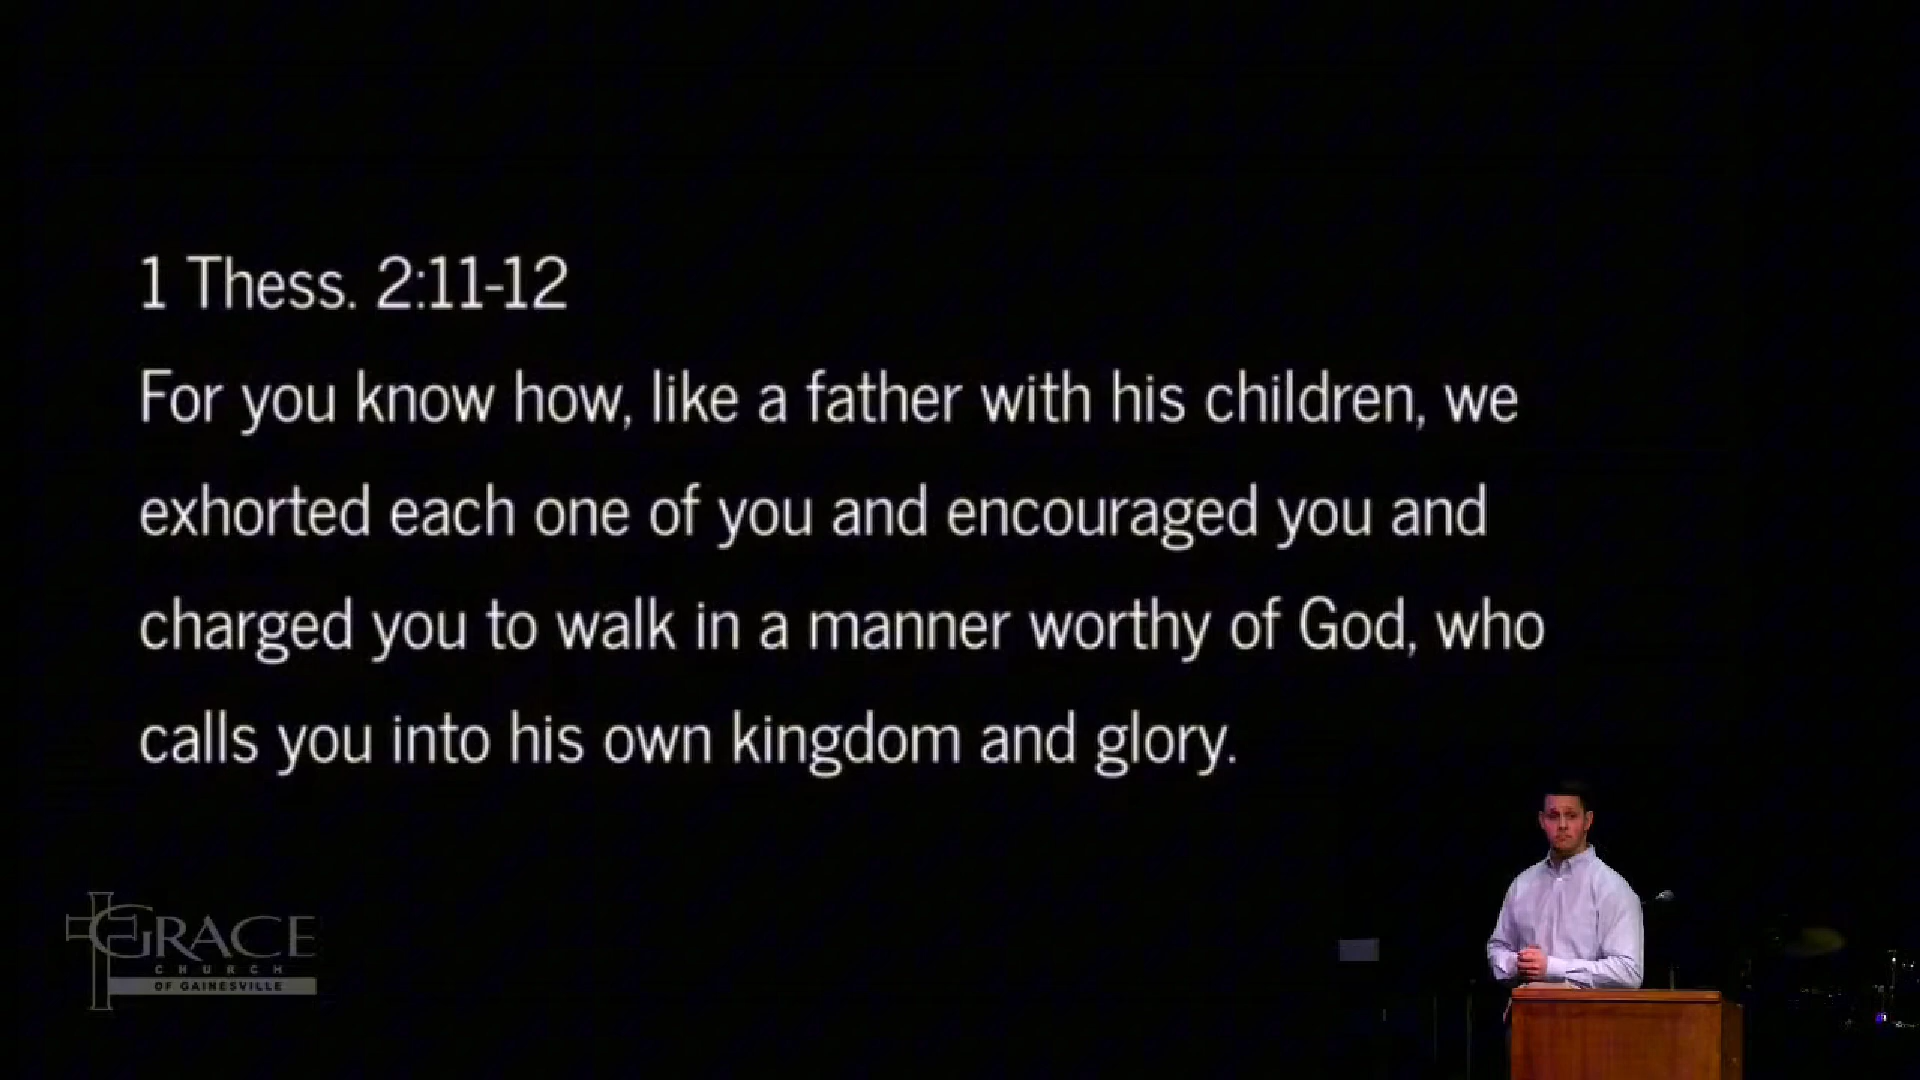 1 Thess. 2:11-12
For you know how, like a father with his children, we
exhorted each one of you and encouraged you and
charged you to walk in a manner worthy of God, who
calls you into his own kingdom and glory.
GRACE
CHURCH
OF GAINESVILLE